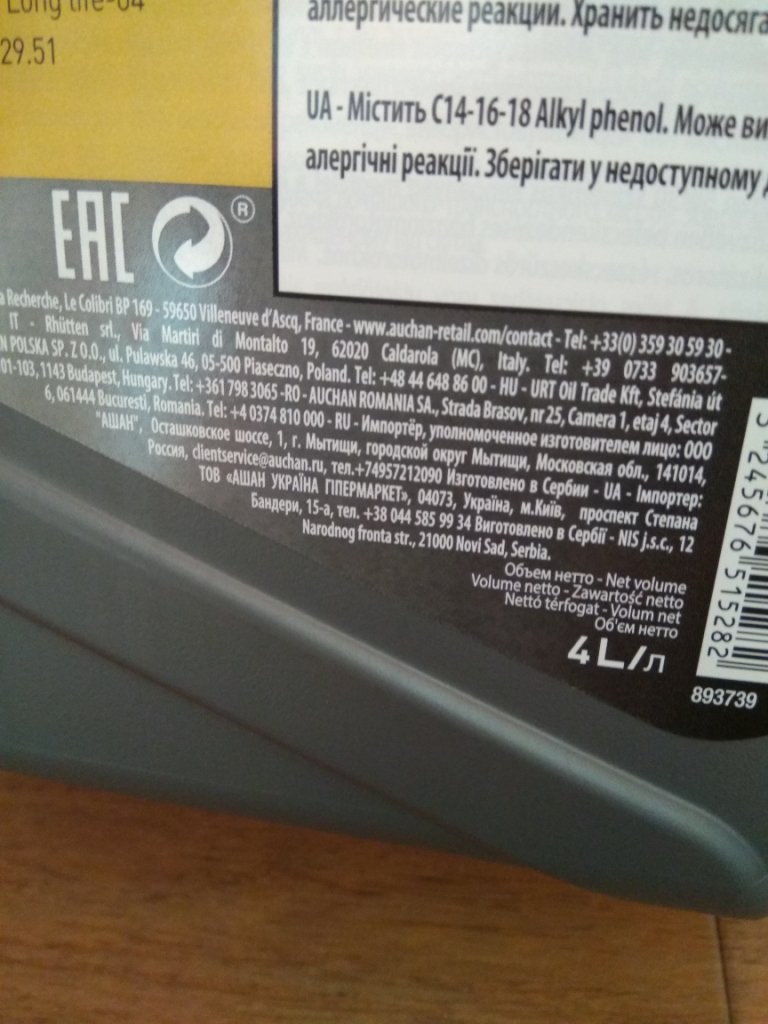 Long life-04
29.51
аллергические реакции. Хранить недосяга
UA - Містить C14-16-18 Alkyl phenol. Може ви
алергічні реакції. Зберігати у недоступному
EAC ®
a Recherche, Le Colibri BP 169 - 59650 Villeneuve d'Ascq, France - www.auchan-retail.com/contact - Tel: +33(0) 359 30 59 30 -
IT - Rhütten srl., Via Martiri di Montalto 19, 62020 Caldarola (MC), Italy. Tel: +39 0733 903657-
N POLSKA SP. Z O.O., ul. Pulawska 46, 05-500 Piaseczno, Poland. Tel: +48 44 648 86 00 - HU - URT Oil Trade Kft, Stefánia út
01-103, 1143 Budapest, Hungary. Tel: +361 798 3065 -RO - AUCHAN ROMANIA SA., Strada Brasov, nr 25, Camera 1, etaj 4, Sector
6, 061444 Bucuresti, Romania. Tel: +4 0374 810 000 - RU - Импортёр, уполномоченное изготовителем лицо: ООО
"АШАН", Осташковское шоссе, 1, г. Мытищи, городской округ Мытищи, Московская обл., 141014,
Россия, clientservice@auchan.ru, тел.+74957212090 Изготовлено в Сербии - UA - Імпортер:
ТОВ «АШАН УКРАЇНА ГІПЕРМАРКЕТ», 04073, Україна, м.Київ, проспект Степана
Бандери, 15-а, тел. +38 044 585 99 34 Виготовлено в Сербії - NIS j.s.c., 12
Narodnog fronta str., 21000 Novi Sad, Serbia.
Объем нетто - Net volume
Volume netto - Zawartość netto
Nettó térfogat - Volum net
Об'єм нетто
4 L/л
5 245676 515282
893739